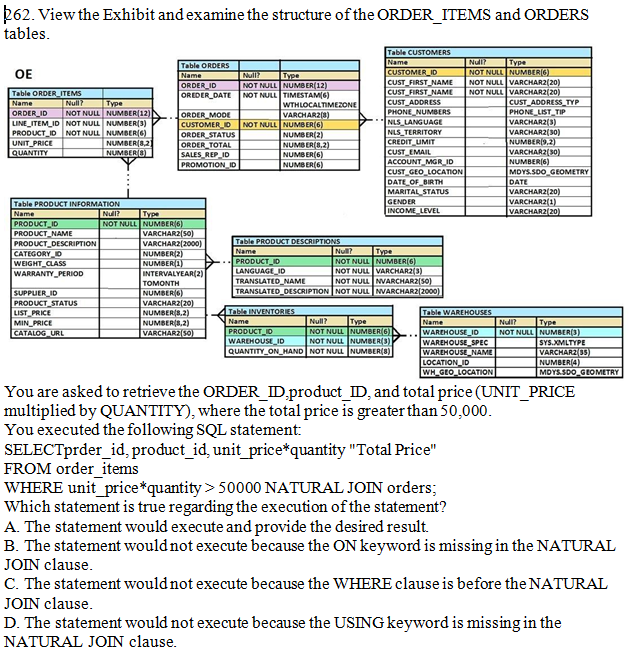 262. View the Exhibit and examine the structure of the ORDER_ITEMS and ORDERS
tables.
OE
Table ORDER_ITEMS
Name Null? Type
ORDER_ID NOT NULL NUMBER(12)
LINE_ITEM_ID NOT NULL NUMBER(3)
PRODUCT_ID NOT NULL NUMBER(6)
UNIT_PRICE NUMBER(8,2)
QUANTITY NUMBER(8)
Table ORDERS
Name Null? Type
ORDER_ID NOT NULL NUMBER(12)
OREDER_DATE NOT NULL TIMESTAM(6)
WTHLOCALTIMEZONE
ORDER_MODE VARCHAR2(8)
CUSTOMER_ID NOT NULL NUMBER(6)
ORDER_STATUS NUMBER(2)
ORDER_TOTAL NUMBER(8,2)
SALES_REP_ID NUMBER(6)
PROMOTION_ID NUMBER(6)
Table CUSTOMERS
Name Null? Type
CUSTOMER_ID NOT NULL NUMBER(6)
CUST_FIRST_NAME NOT NULL VARCHAR2(20)
CUST_FIRST_NAME NOT NULL VARCHAR2(20)
CUST_ADDRESS CUST_ADDRESS_TYP
PHONE_NUMBERS PHONE_LIST_TIP
NLS_LANGUAGE VARCHAR2(3)
NLS_TERRITORY VARCHAR2(30)
CREDIT_LIMIT NUMBER(9,2)
CUST_EMAIL VARCHAR2(30)
ACCOUNT_MGR_ID NUMBER(6)
CUST_GEO_LOCATION MDYS.SDO_GEOMETRY
DATE_OF_BIRTH DATE
MARITAL_STATUS VARCHAR2(20)
GENDER VARCHAR2(1)
INCOME_LEVEL VARCHAR2(20)
Table PRODUCT INFORMATION
Name Null? Type
PRODUCT_ID NOT NULL NUMBER(6)
PRODUCT_NAME VARCHAR2(50)
PRODUCT_DESCRIPTION VARCHAR2(2000)
CATEGORY_ID NUMBER(2)
WEIGHT_CLASS NUMBER(1)
WARRANTY_PERIOD INTERVALYEAR(2)
TOMONTH
SUPPLIER_ID NUMBER(6)
PRODUCT_STATUS VARCHAR2(20)
LIST_PRICE NUMBER(8,2)
MIN_PRICE NUMBER(8,2)
CATALOG_URL VARCHAR2(50)
Table PRODUCT DESCRIPTIONS
Name Null? Type
PRODUCT_ID NOT NULL NUMBER(6)
LANGUAGE_ID NOT NULL VARCHAR2(3)
TRANSLATED_NAME NOT NULL NVARCHAR2(50)
TRANSLATED_DESCRIPTION NOT NULL NVARCHAR2(2000)
Table INVENTORIES
Name Null? Type
PRODUCT_ID NOT NULL NUMBER(6)
WAREHOUSE_ID NOT NULL NUMBER(3)
QUANTITY_ON_HAND NOT NULL NUMBER(8)
Table WAREHOUSES
Name Null? Type
WAREHOUSE_ID NOT NULL NUMBER(3)
WAREHOUSE_SPEC SYS.XMLTYPE
WAREHOUSE_NAME VARCHAR2(35)
LOCATION_ID NUMBER(4)
WH_GEO_LOCATION MDYS.SDO_GEOMETRY
You are asked to retrieve the ORDER_ID,product_ID, and total price (UNIT_PRICE
multiplied by QUANTITY), where the total price is greater than 50,000.
You executed the following SQL statement:
SELECTprder_id, product_id, unit_price*quantity "Total Price"
FROM order_items
WHERE unit_price*quantity > 50000 NATURAL JOIN orders;
Which statement is true regarding the execution of the statement?
A. The statement would execute and provide the desired result.
B. The statement would not execute because the ON keyword is missing in the NATURAL
JOIN clause.
C. The statement would not execute because the WHERE clause is before the NATURAL
JOIN clause.
D. The statement would not execute because the USING keyword is missing in the
NATURAL JOIN clause.